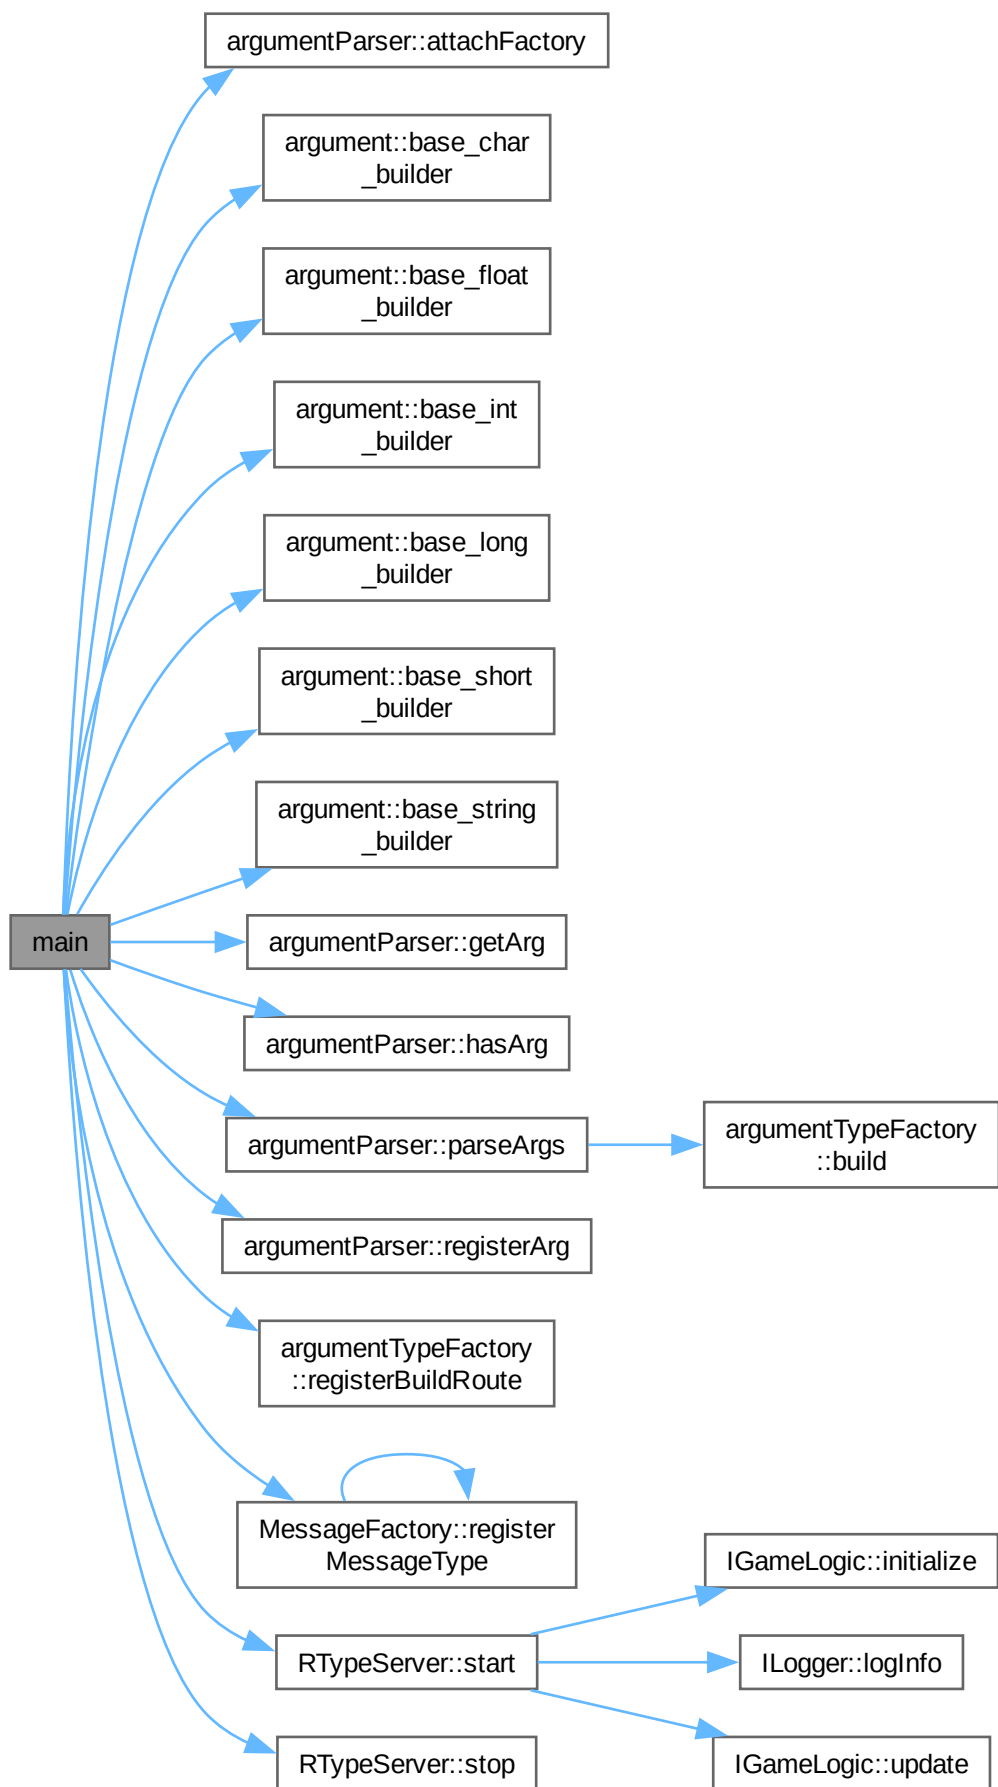 argumentParser::attachFactory
argument::base_char
_builder
argument::base_float
_builder
argument::base_int
_builder
argument::base_long
_builder
argument::base_short
_builder
argument::base_string
_builder
main
argumentParser::getArg
argumentParser::hasArg
argumentParser::parseArgs
argumentTypeFactory
::build
argumentParser::registerArg
argumentTypeFactory
::registerBuildRoute
MessageFactory::register
MessageType
IGameLogic::initialize
RTypeServer::start
ILogger::logInfo
RTypeServer::stop
IGameLogic::update